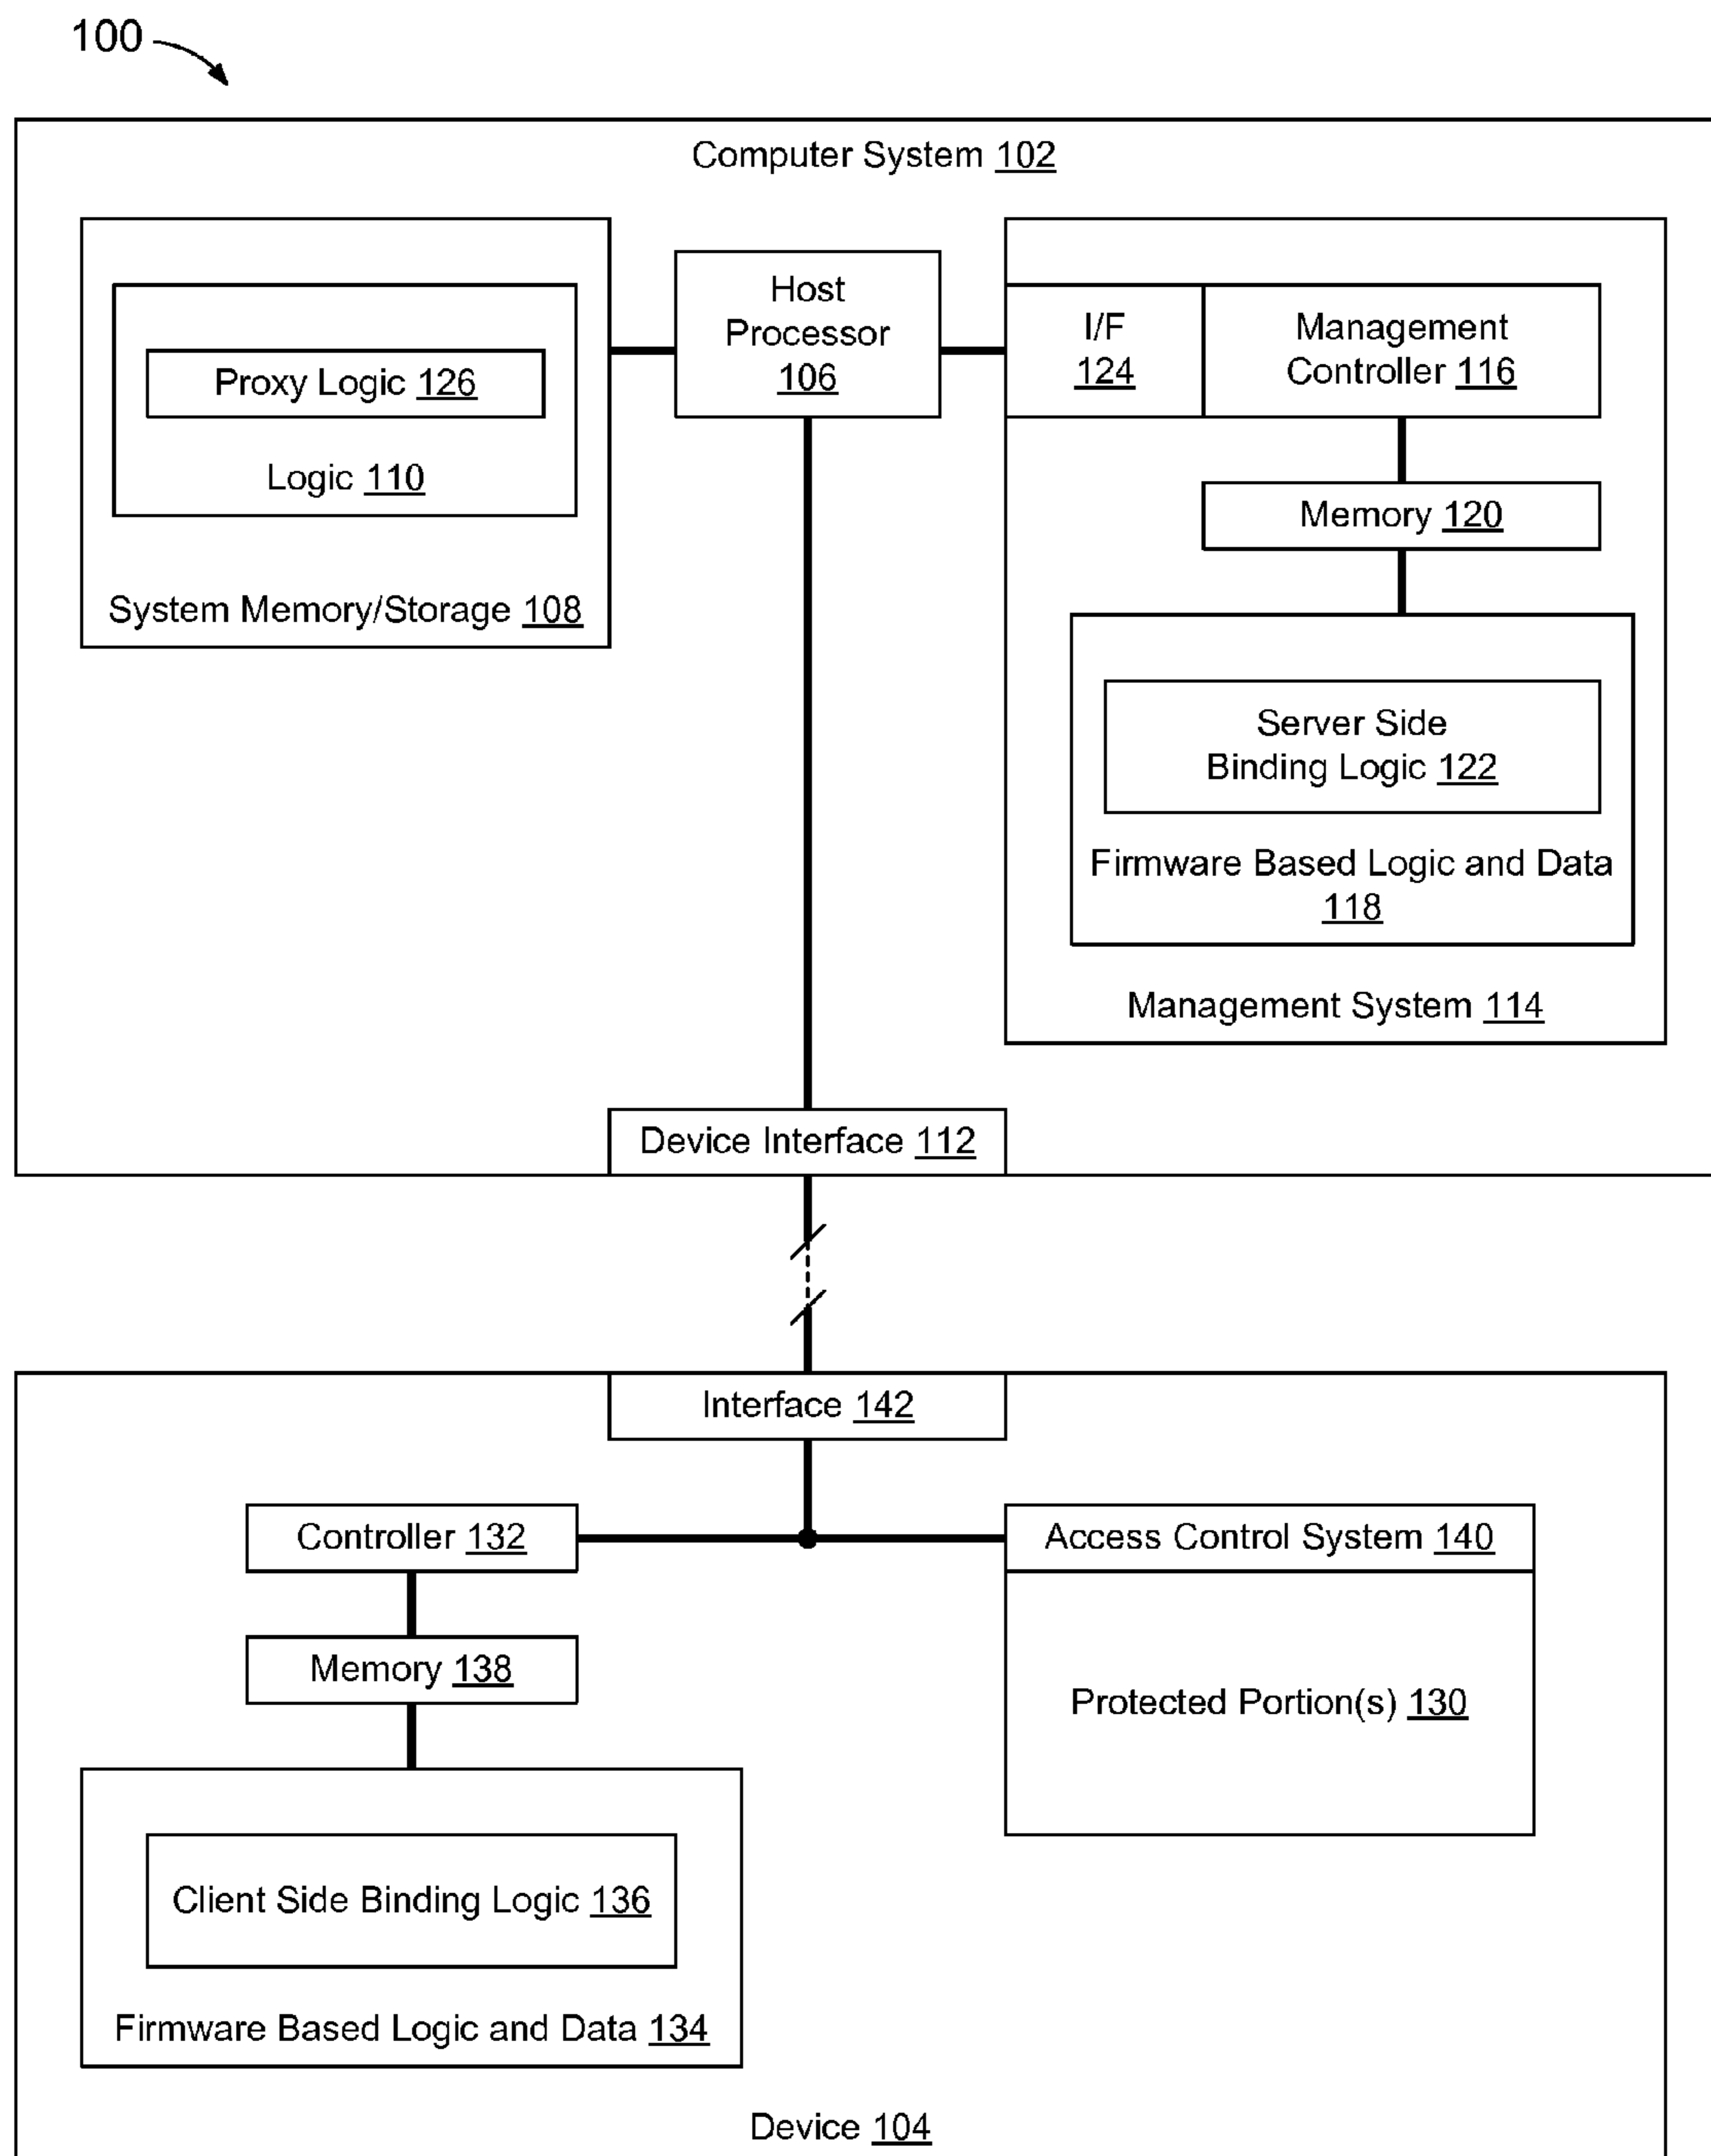 100
Computer System 102
Host
Processor
106
I/F
124
Management
Controller 116
Proxy Logic 126
Logic 110
System Memory/Storage 108
Memory 120
Server Side
Binding Logic 122
Firmware Based Logic and Data
118
Management System 114
Device Interface 112
Interface 142
Controller 132
Access Control System 140
Memory 138
Protected Portion(s) 130
Client Side Binding Logic 136
Firmware Based Logic and Data 134
Device 104